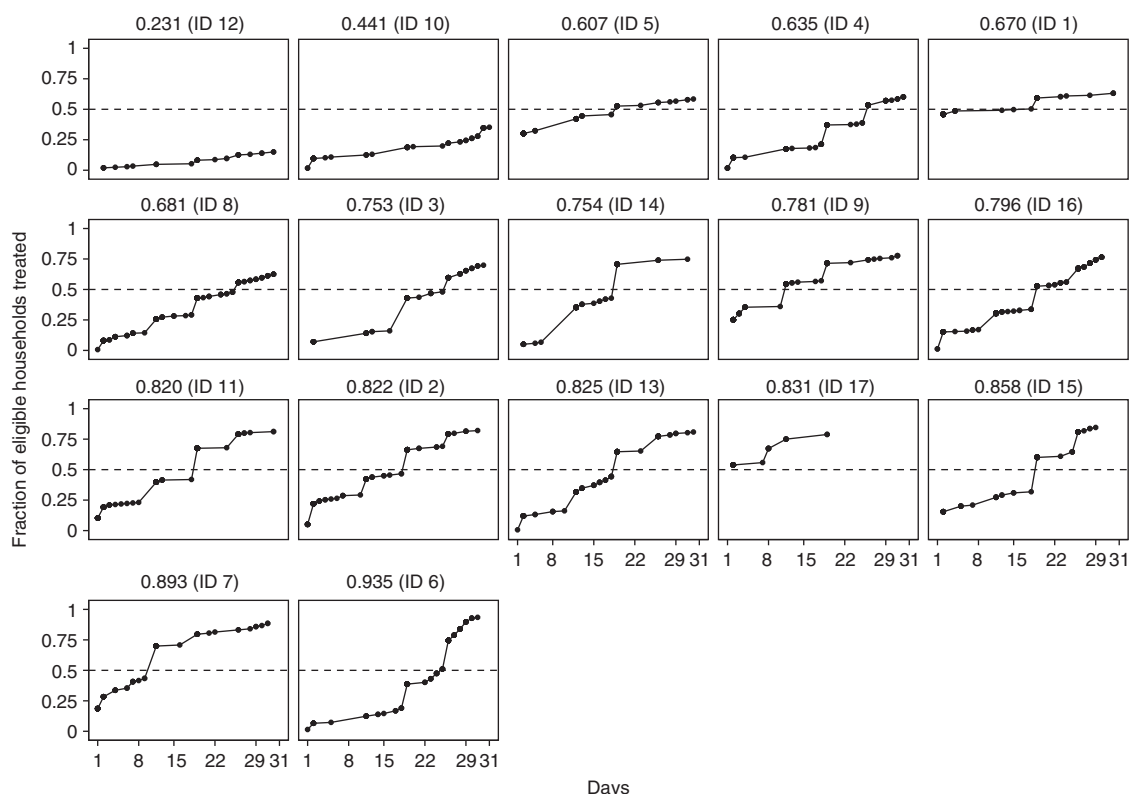 0.231 (ID 12) 0.441 (ID 10) 0.607 (ID 5) 0.635 (ID 4) 0.670 (ID 1)
1
0.75
0.5
0.25
0
0.681 (ID 8) 0.753 (ID 3) 0.754 (ID 14) 0.781 (ID 9) 0.796 (ID 16)
1
0.75
0.5
0.25
0
Fraction of eligible households treated
0.820 (ID 11) 0.822 (ID 2) 0.825 (ID 13) 0.831 (ID 17) 0.858 (ID 15)
1
0.75
0.5
0.25
0
1 8 15 22 29 31 1 8 15 22 29 31 1 8 15 22 29 31
0.893 (ID 7) 0.935 (ID 6)
1
0.75
0.5
0.25
0
1 8 15 22 29 31 1 8 15 22 29 31
Days